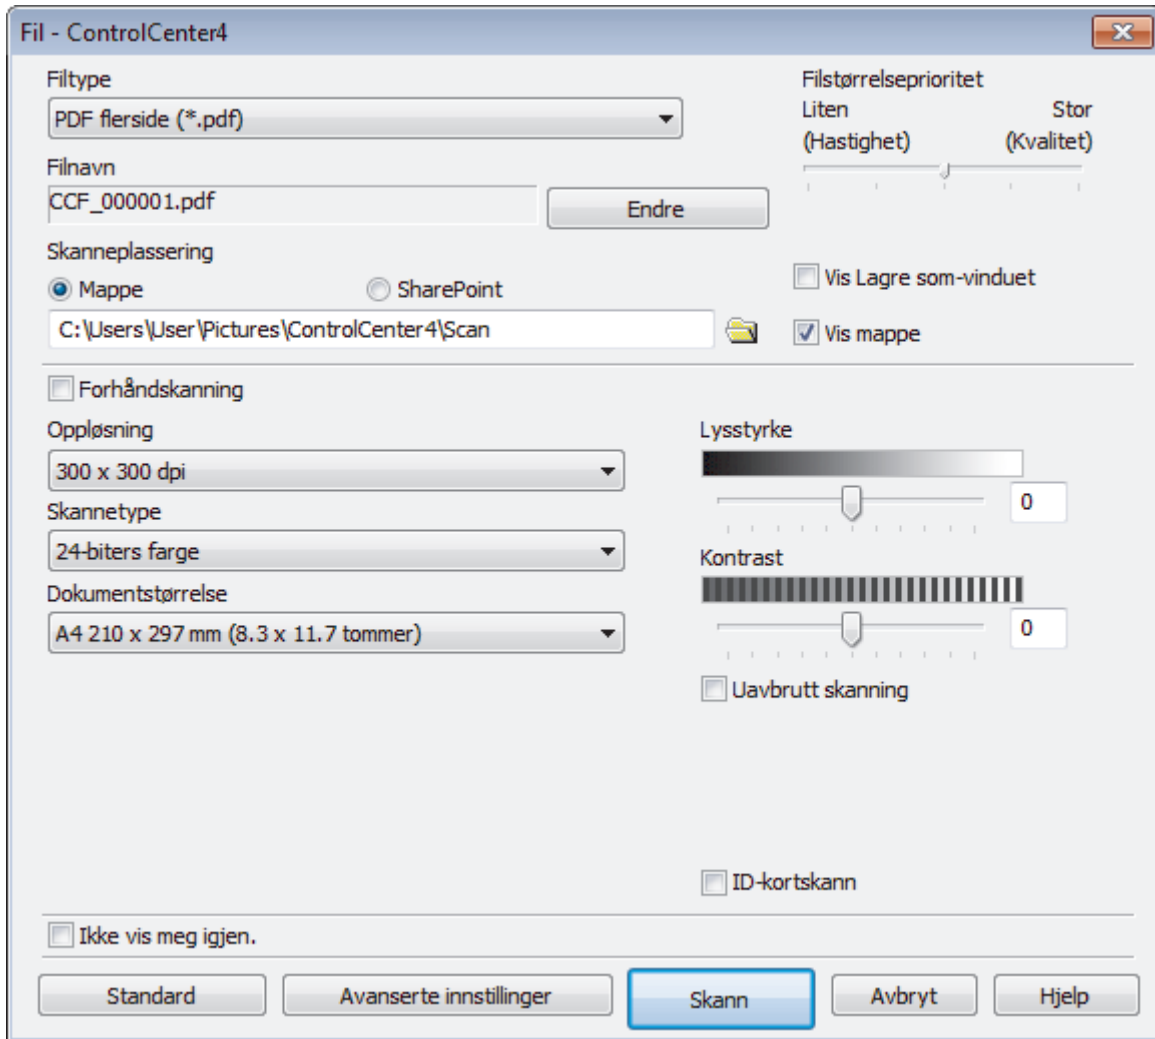 Fil - ControlCenter4
Filtype
PDF flerside (*.pdf)
Filnavn
CCF_000001.pdf
Endre
Filstørrelseprioritet
Liten Stor
(Hastighet) (Kvalitet)
Skanneplassering
Mappe SharePoint
C:\Users\User\Pictures\ControlCenter4\Scan
Vis Lagre som-vinduet
Vis mappe
Forhåndskanning
Oppløsning
300 x 300 dpi
Skannetype
24-biters farge
Dokumentstørrelse
A4 210 x 297 mm (8.3 x 11.7 tommer)
Lysstyrke
0
Kontrast
0
Uavbrutt skanning
ID-kortskann
Ikke vis meg igjen.
Standard Avanserte innstillinger Skann Avbryt Hjelp